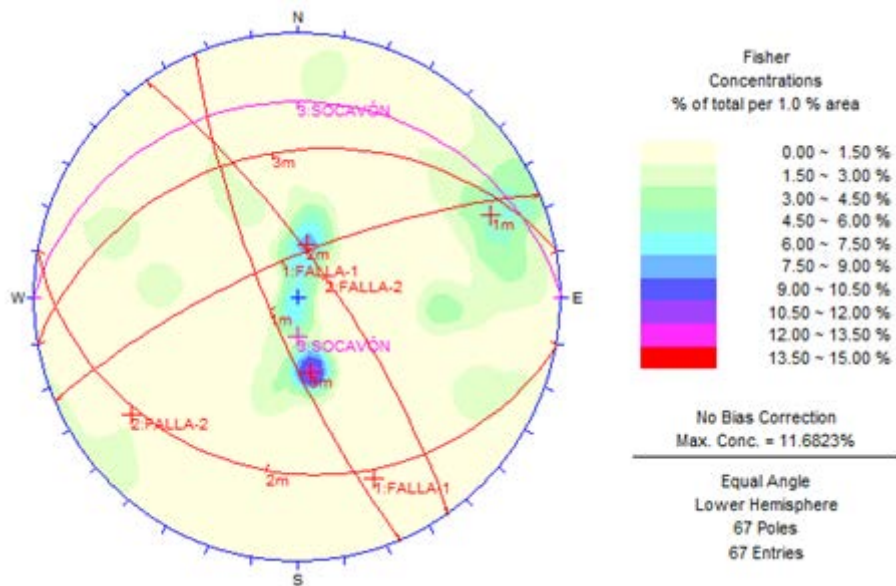 N
3:SOCAVÓN
3m
1m
2m
1:FALLA-1
2:FALLA-2
W
E
1m
3:SOCAVÓN
3m
2:FALLA-2
2m
1:FALLA-1
S
Fisher
Concentrations
% of total per 1.0 % area
0.00 ~ 1.50 %
1.50 ~ 3.00 %
3.00 ~ 4.50 %
4.50 ~ 6.00 %
6.00 ~ 7.50 %
7.50 ~ 9.00 %
9.00 ~ 10.50 %
10.50 ~ 12.00 %
12.00 ~ 13.50 %
13.50 ~ 15.00 %
No Bias Correction
Max. Conc. = 11.6823%
Equal Angle
Lower Hemisphere
67 Poles
67 Entries